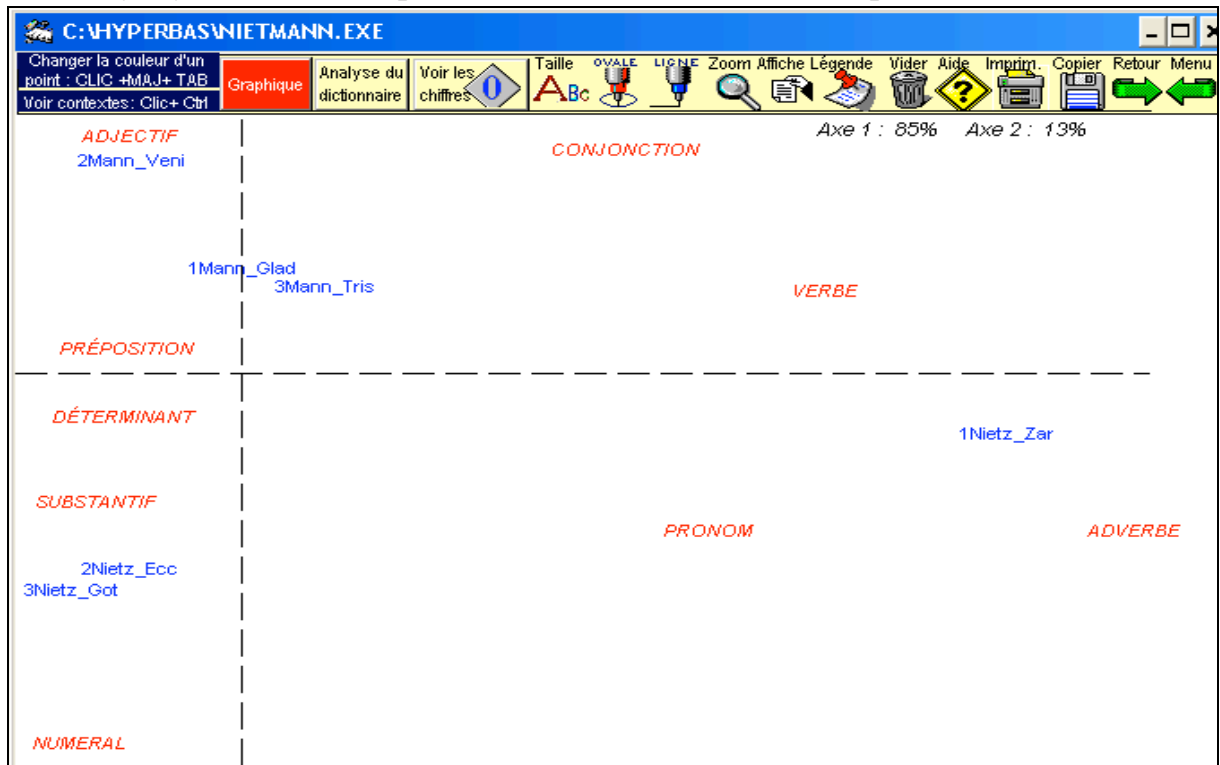 C:\HYPERBAS\NIETMANN.EXE
Changer la couleur d'un
point : CLIC +MAJ+ TAB
Voir contextes: Clic+ Ctrl
Graphique
Analyse du
dictionnaire
Voir les
chiffres
0
Taille
ABC
OVALE
LIGNE
Zoom
Affiche
Légende
Vider
Aide
?
Imprim.
Copier
Retour
Menu
Axe 1 : 85% Axe 2 : 13%
ADJECTIF
CONJONCTION
2Mann_Veni
1Mann_Glad
3Mann_Tris
VERBE
PRÉPOSITION
DÉTERMINANT
1Nietz_Zar
SUBSTANTIF
PRONOM
ADVERBE
2Nietz_Ecc
3Nietz_Got
NUMERAL